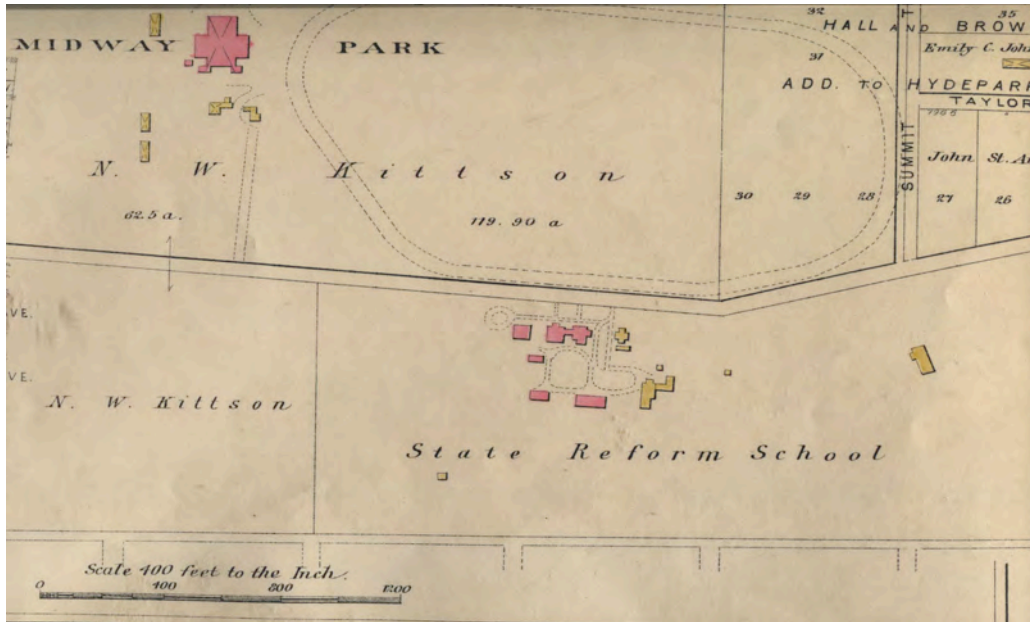 MIDWAY PARK
32
HALL AND BROW
35
Emily C. John
31
ADD. TO HYDEPARK
TAYLOR
SUMMIT
N. W. Kittson
John St. A
30 29 28
27 26
62.5 a.
119.90 a
AVE.
AVE.
N. W. Kittson
State Reform School
Scale 400 feet to the Inch.
0 400 800 1200